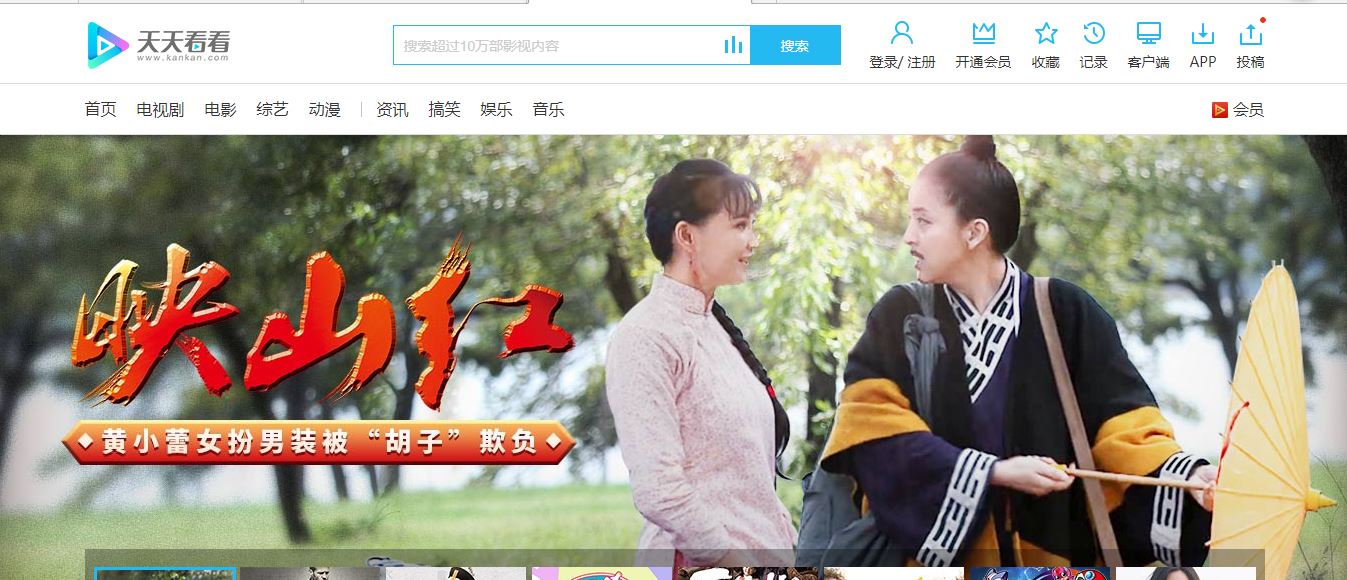 天天看看
www.kankan.com
搜索超过10万部影视内容
搜索
登录/ 注册
开通会员
收藏
记录
客户端
APP
投稿
首页 电视剧 电影 综艺 动漫 资讯 搞笑 娱乐 音乐
会员
映山红
黄小蕾女扮男装被“胡子”欺负